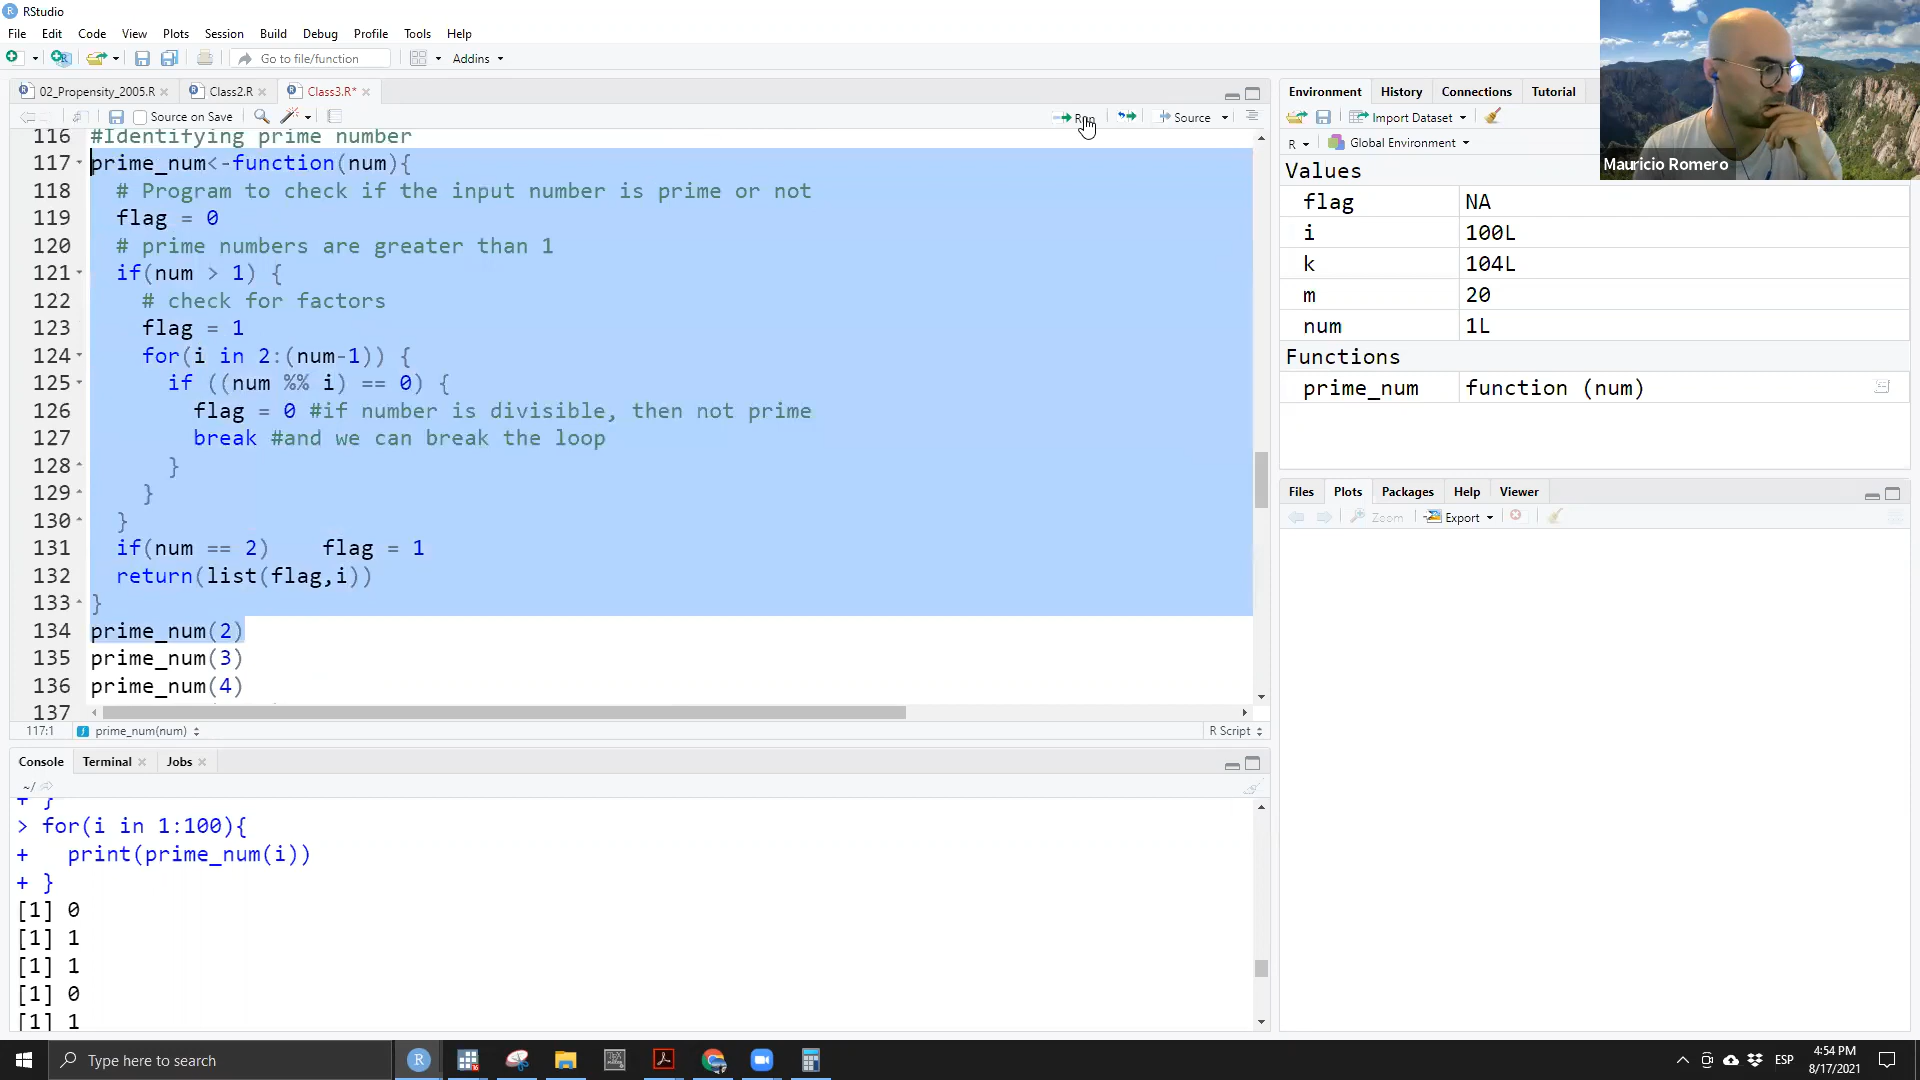 RStudio
File Edit Code View Plots Session Build Debug Profile Tools Help
Go to file/function Addins
02_Propensity_2005.R Class2.R Class3.R*
Source on Save Run Source
116 #Identifying prime number
117 prime_num<-function(num){
118 # Program to check if the input number is prime or not
119 flag = 0
120 # prime numbers are greater than 1
121 if(num > 1) {
122 # check for factors
123 flag = 1
124 for(i in 2:(num-1)) {
125 if ((num %% i) == 0) {
126 flag = 0 #if number is divisible, then not prime
127 break #and we can break the loop
128 }
129 }
130 }
131 if(num == 2) flag = 1
132 return(list(flag,i))
133 }
134 prime_num(2)
135 prime_num(3)
136 prime_num(4)
137
117:1 prime_num(num) R Script
Console Terminal Jobs
~/
+ }
> for(i in 1:100){
+ print(prime_num(i))
+ }
[1] 0
[1] 1
[1] 1
[1] 0
[1] 1
Environment History Connections Tutorial
Import Dataset
R Global Environment
Values
flag NA
i 100L
k 104L
m 20
num 1L
Functions
prime_num function (num)
Files Plots Packages Help Viewer
Zoom Export
Mauricio Romero
Type here to search
ESP
4:54 PM
8/17/2021